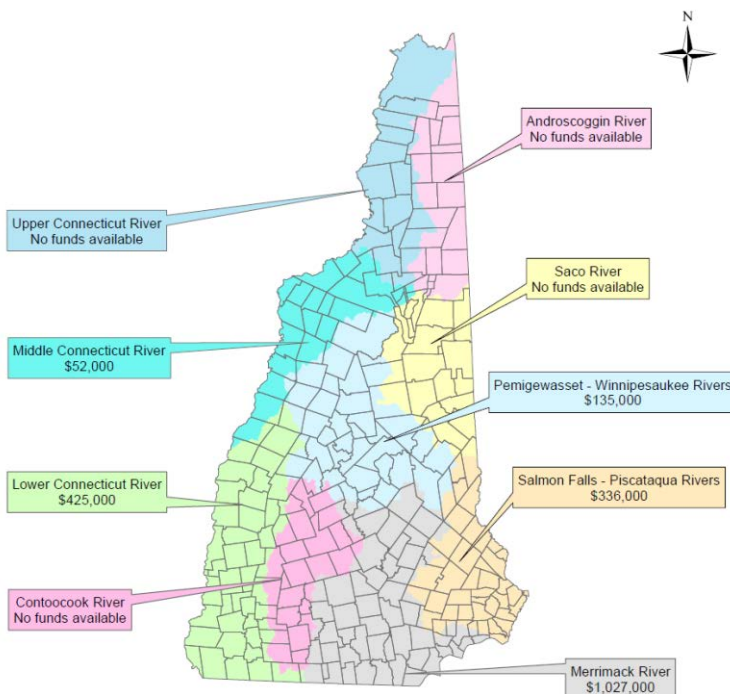 N
Androscoggin River
No funds available
Upper Connecticut River
No funds available
Saco River
No funds available
Middle Connecticut River
$52,000
Pemigewasset - Winnipesaukee Rivers
$135,000
Lower Connecticut River
$425,000
Salmon Falls - Piscataqua Rivers
$336,000
Contoocook River
No funds available
Merrimack River
$1,027,000